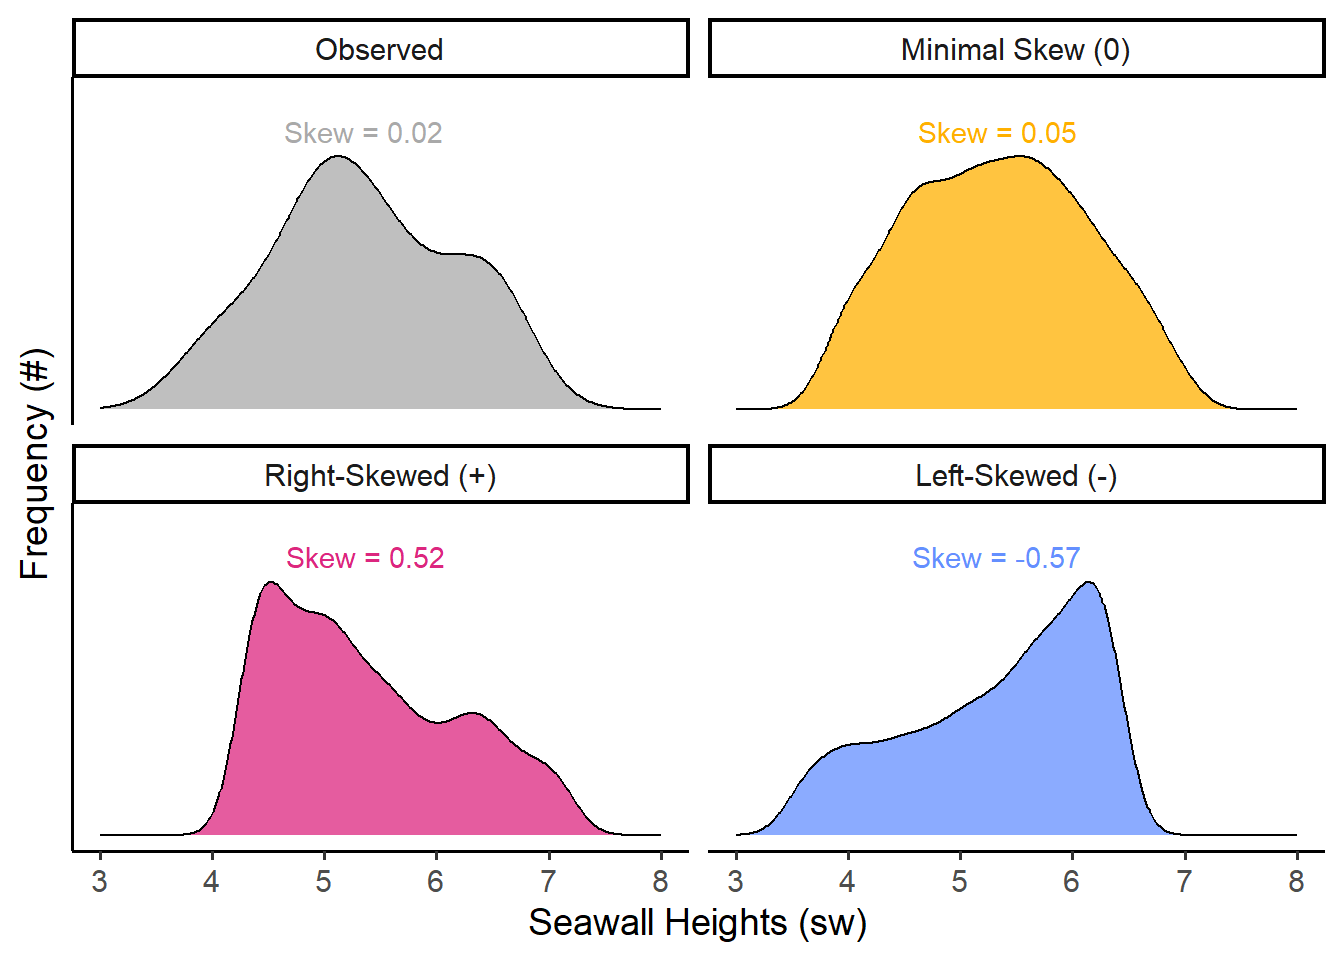 Observed
Minimal Skew (0)
Skew = 0.02
Skew = 0.05
Frequency (#)
Right-Skewed (+)
Left-Skewed (-)
Skew = 0.52
Skew = -0.57
3 4 5 6 7 8
3 4 5 6 7 8
Seawall Heights (sw)